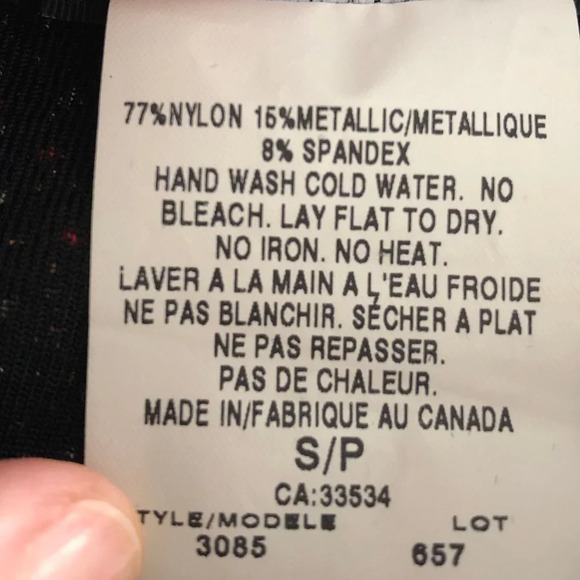 77%NYLON 15%METALLIC/METALLIQUE
8% SPANDEX
HAND WASH COLD WATER. NO
BLEACH. LAY FLAT TO DRY.
NO IRON. NO HEAT.
LAVER A LA MAIN A L'EAU FROIDE
NE PAS BLANCHIR. SÉCHER A PLAT
NE PAS REPASSER.
PAS DE CHALEUR.
MADE IN/FABRIQUE AU CANADA
S/P
CA:33534
TYLE/MODELE LOT
3085 657